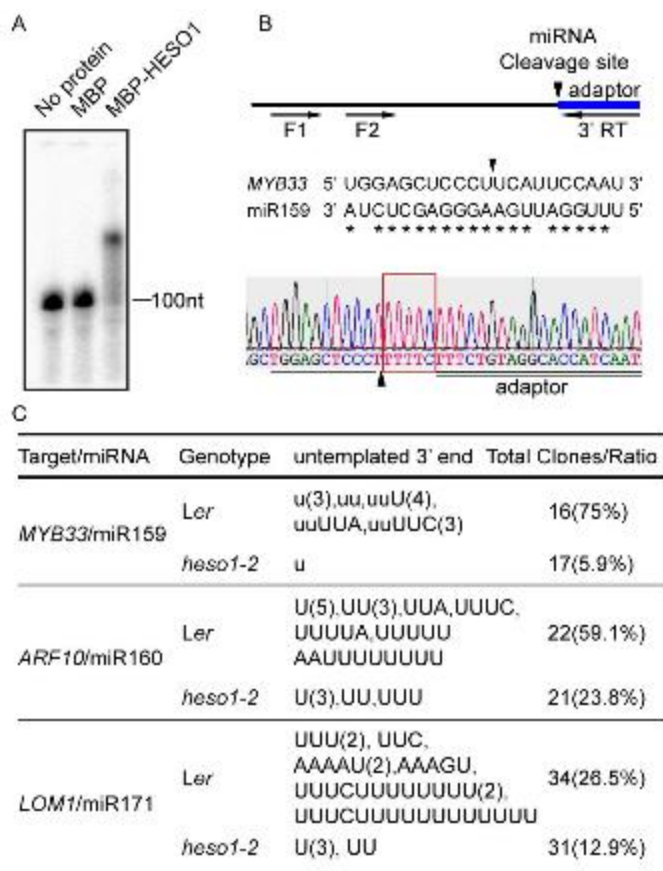 A
No protein
MBP
MBP-HESO1
100nt
B
miRNA
Cleavage site
adaptor
F1 F2 3' RT
MYB33 5' UGGAGCUCCCUUCAUUCCAAU 3'
miR159 3' AUCUCGAGGGAAGUUAGGUUU 5'
* * * * * * * * * * * * * * * * * *
GCTGGAGCTCCCTTTTTCTTTCTGTAGGCACCATCAAT
adaptor
C
Target/miRNA Genotype untemplated 3' end Total Clones/Ratio
MYB33/miR159
Ler u(3),uu,uuU(4), uuUUA,uuUUC(3) 16(75%)
heso1-2 u 17(5.9%)
ARF10/miR160
Ler U(5),UU(3),UUA,UUUC, UUUUA,UUUUU AAUUUUUUUU 22(59.1%)
heso1-2 U(3),UU,UUU 21(23.8%)
LOM1/miR171
Ler UUU(2), UUC, AAAAU(2),AAAGU, UUUCUUUUUUUUU(2), UUUCUUUUUUUUUUUUU 34(26.5%)
heso1-2 U(3), UU 31(12.9%)